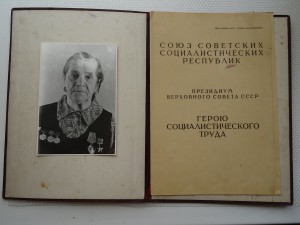 СОЮЗ СОВЕТСКИХ
СОЦИАЛИСТИЧЕСКИХ
РЕСПУБЛИК
ПРЕЗИДИУМ
ВЕРХОВНОГО СОВЕТА СССР
ГЕРОЮ
СОЦИАЛИСТИЧЕСКОГО
ТРУДА